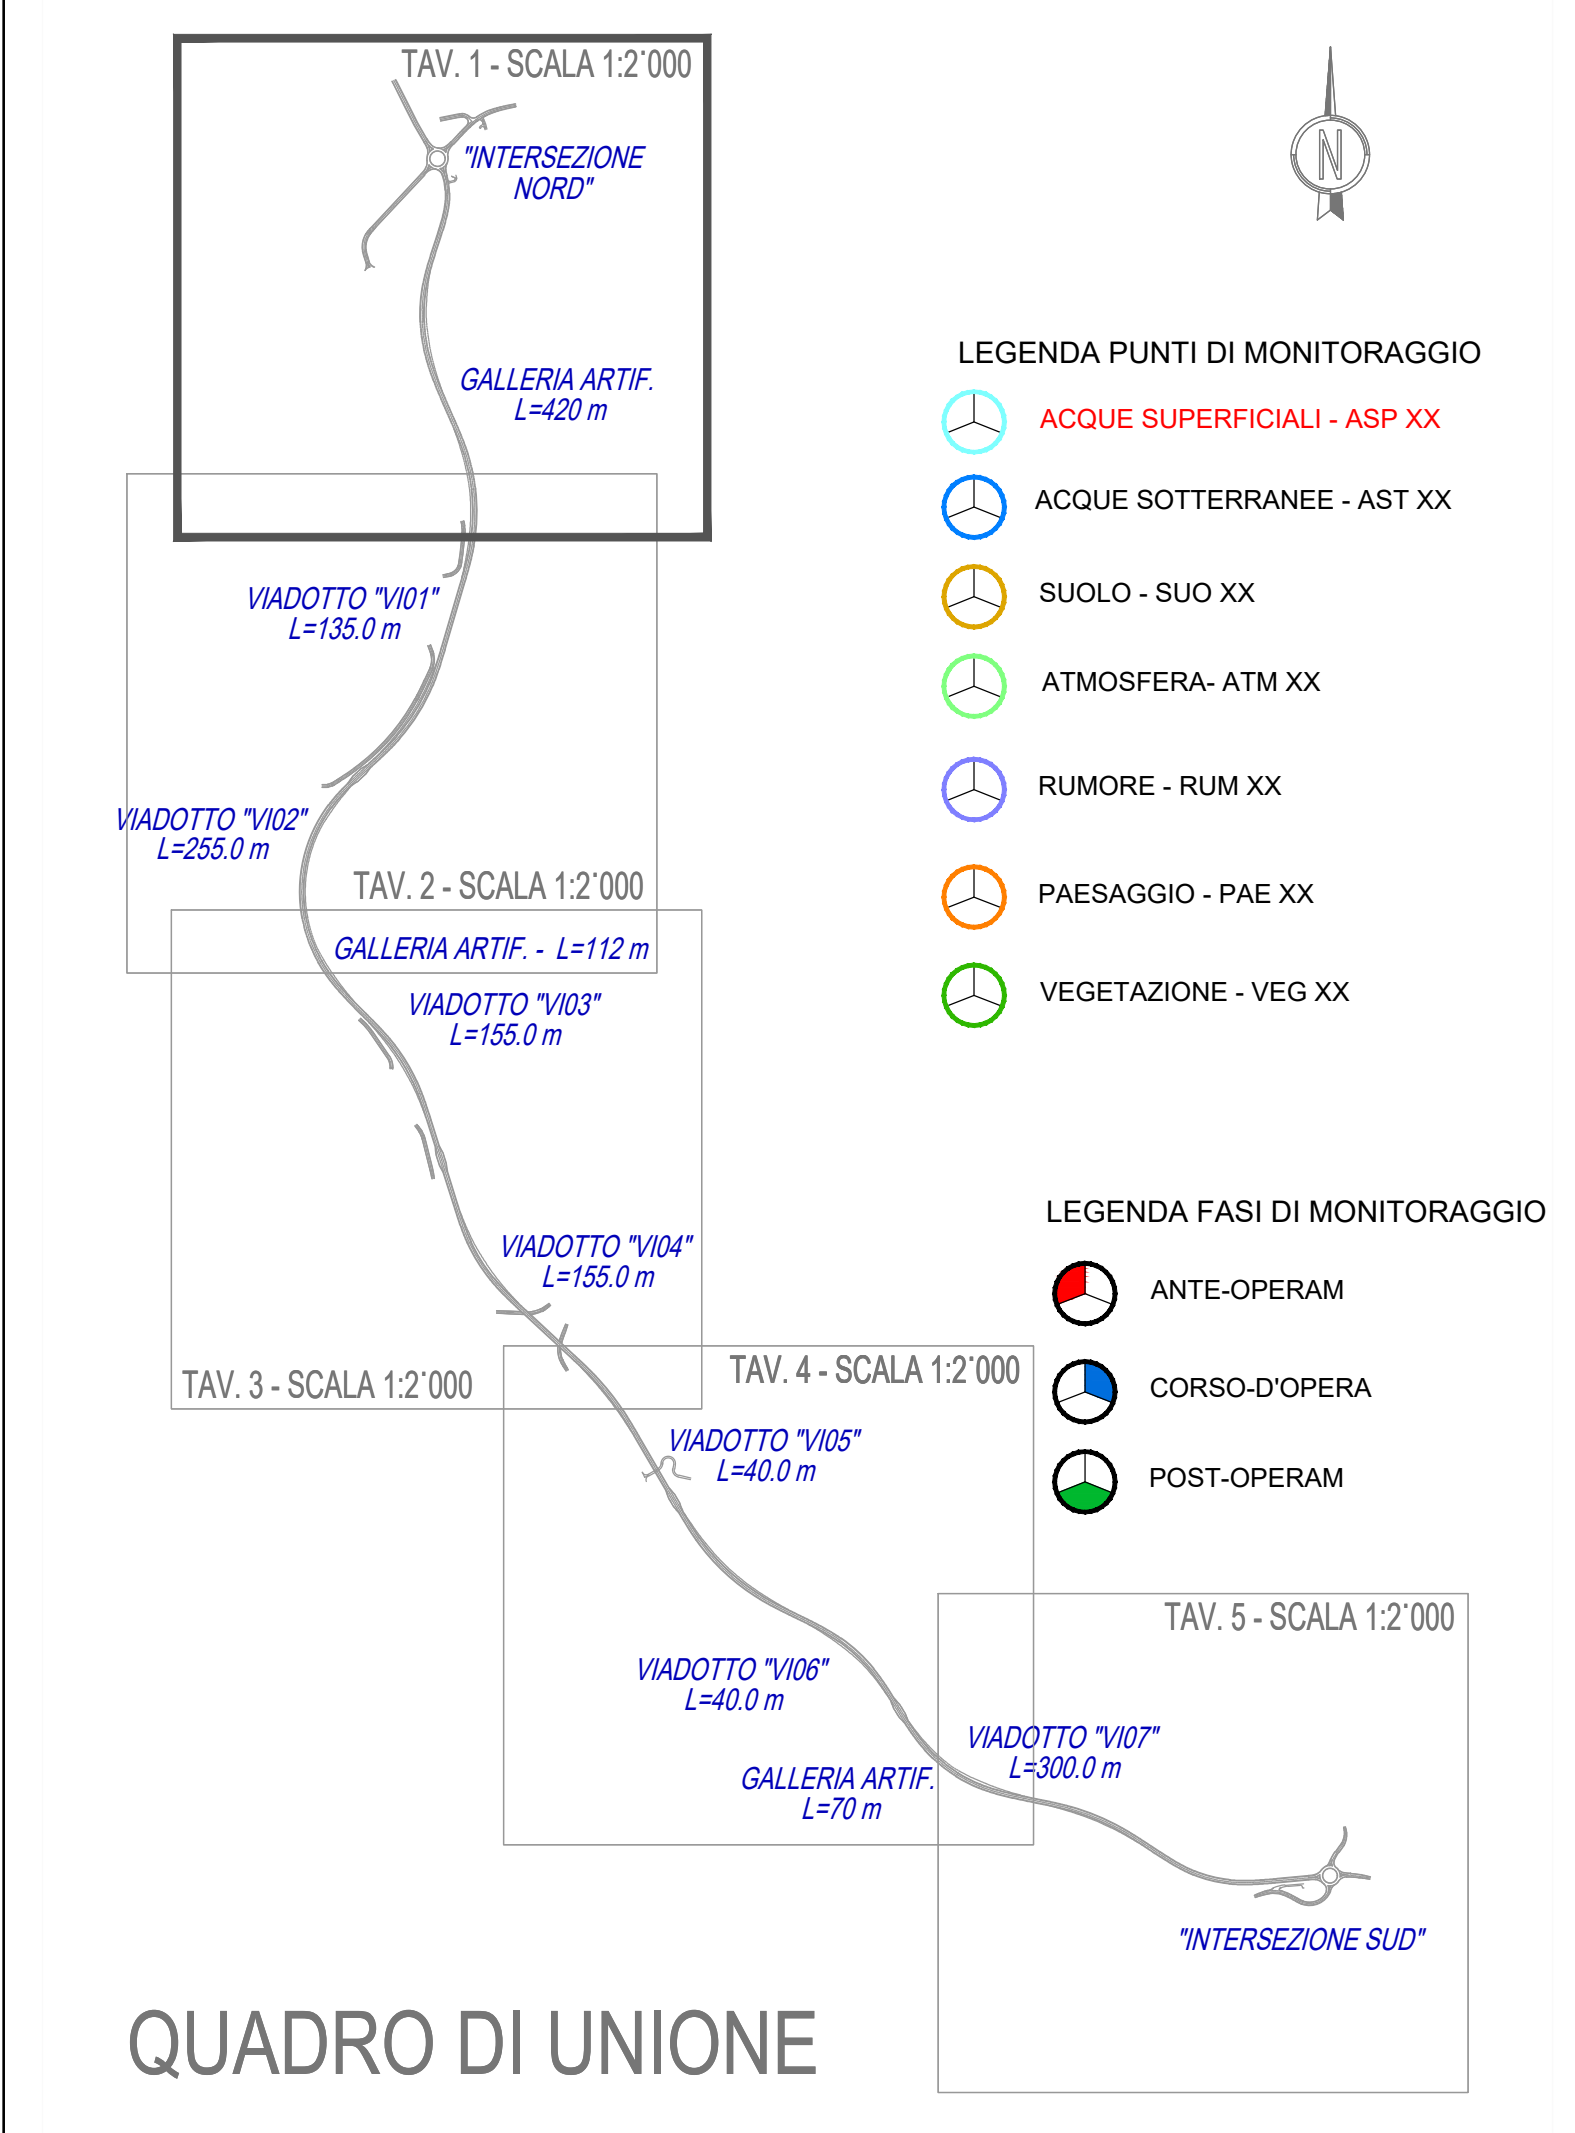 TAV. 1 - SCALA 1:2˙000
"INTERSEZIONE
NORD"
N
GALLERIA ARTIF.
L=420 m
VIADOTTO "VI01"
L=135.0 m
VIADOTTO "VI02"
L=255.0 m
TAV. 2 - SCALA 1:2˙000
GALLERIA ARTIF. - L=112 m
VIADOTTO "VI03"
L=155.0 m
VIADOTTO "VI04"
L=155.0 m
TAV. 3 - SCALA 1:2˙000
TAV. 4 - SCALA 1:2˙000
VIADOTTO "VI05"
L=40.0 m
VIADOTTO "VI06"
L=40.0 m
GALLERIA ARTIF.
L=70 m
TAV. 5 - SCALA 1:2˙000
VIADOTTO "VI07"
L=300.0 m
"INTERSEZIONE SUD"
LEGENDA PUNTI DI MONITORAGGIO
ACQUE SUPERFICIALI - ASP XX
ACQUE SOTTERRANEE - AST XX
SUOLO - SUO XX
ATMOSFERA- ATM XX
RUMORE - RUM XX
PAESAGGIO - PAE XX
VEGETAZIONE - VEG XX
LEGENDA FASI DI MONITORAGGIO
ANTE-OPERAM
CORSO-D'OPERA
POST-OPERAM
QUADRO DI UNIONE